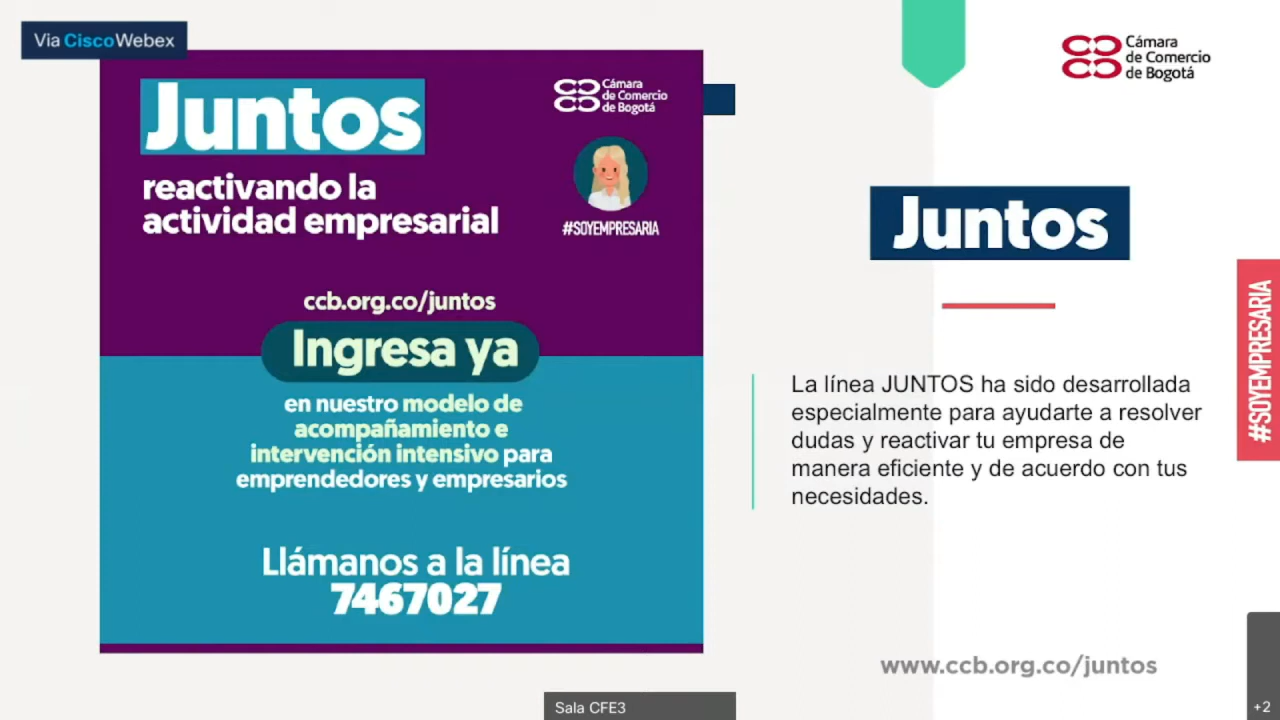 Via CiscoWebex
Juntos
reactivando la
actividad empresarial
Cámara
de Comercio
de Bogotá
#SOYEMPRESARIA
ccb.org.co/juntos
Ingresa ya
en nuestro modelo de
acompañamiento e
intervención intensivo para
emprendedores y empresarios
Llámanos a la línea
7467027
Cámara
de Comercio
de Bogotá
Juntos
La línea JUNTOS ha sido desarrollada
especialmente para ayudarte a resolver
dudas y reactivar tu empresa de
manera eficiente y de acuerdo con tus
necesidades.
#SOYEMPRESARIA
www.ccb.org.co/juntos
Sala CFE3
+2